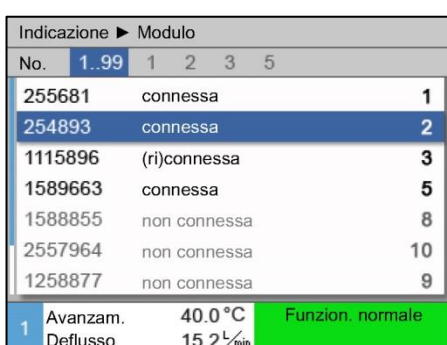 Indicazione ► Modulo
No. 1..99 1 2 3 5
255681 connessa 1
254893 connessa 2
1115896 (ri)connessa 3
1589663 connessa 5
1588855 non connessa 8
2557964 non connessa 10
1258877 non connessa 9
1 Avanzam. 40.0 °C Funzion. normale
Deflusso 15.2 L/min